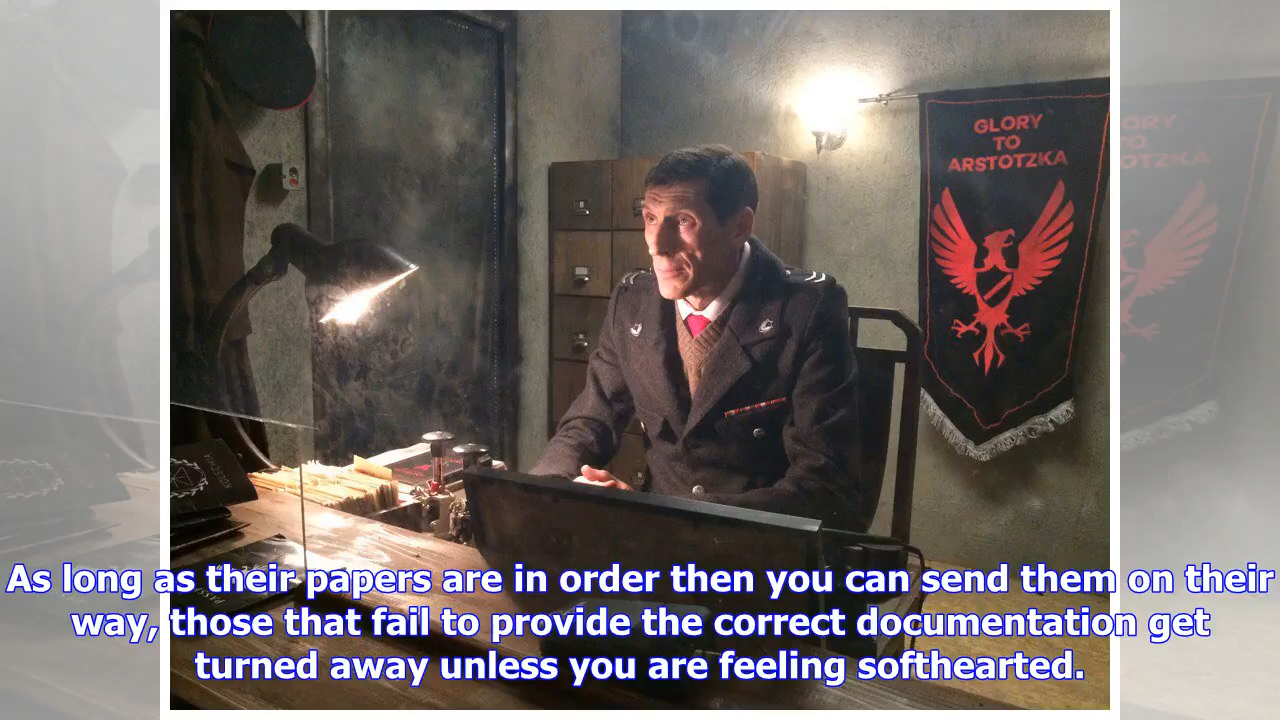 GLORY
TO
ARSTOTZKA
KOLECHIA
As long as their papers are in order then you can send them on their
way, those that fail to provide the correct documentation get
turned away unless you are feeling softhearted.